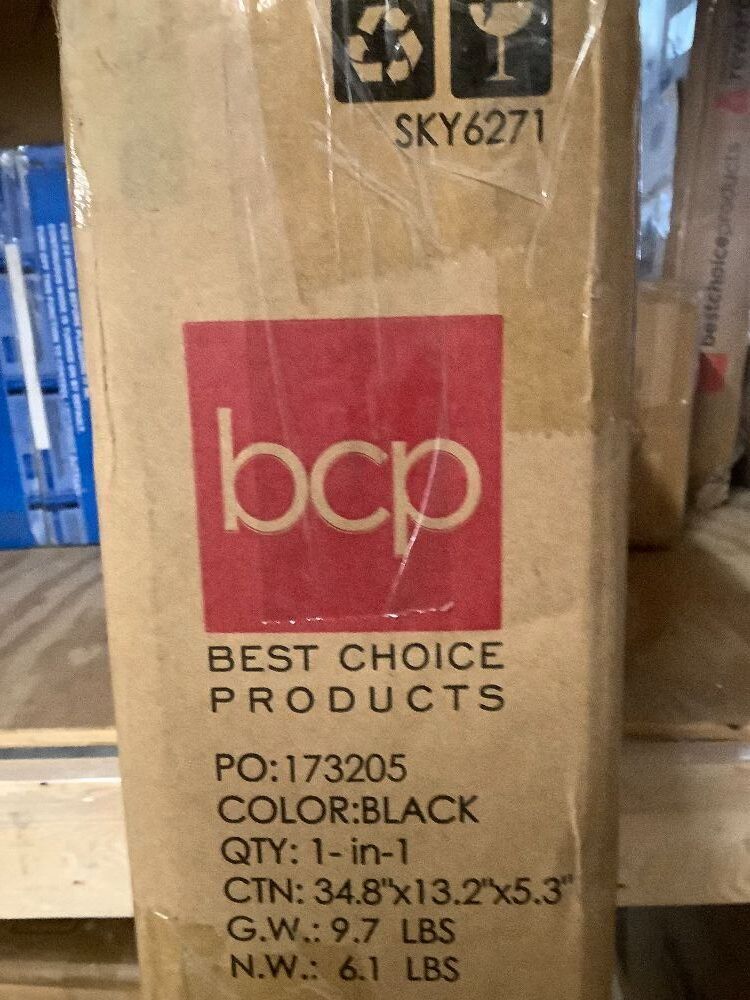 SKY6271
bcp
BEST CHOICE
PRODUCTS
PO:173205
COLOR:BLACK
QTY: 1-in-1
CTN: 34.8"x13.2"x5.3"
G.W.: 9.7 LBS
N.W.: 6.1 LBS
bestchoiceproducts